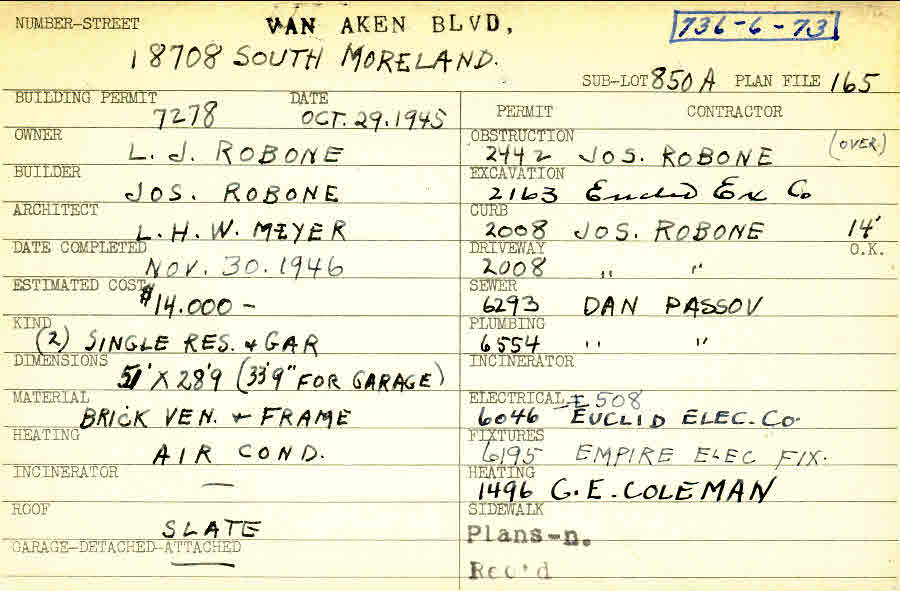 NUMBER-STREET VAN AKEN BLVD, 736-6-73
18708 SOUTH MORELAND.
SUB-LOT 850 A PLAN FILE 165
BUILDING PERMIT DATE
7278 OCT. 29. 1945
OWNER
L. J. ROBONE
BUILDER
JOS. ROBONE
ARCHITECT
L. H. W. MEYER
DATE COMPLETED
NOV. 30. 1946
ESTIMATED COST
$14.000 -
KIND
(2) SINGLE RES. & GAR
DIMENSIONS
51' X 28'9 (33'9" FOR GARAGE)
MATERIAL
BRICK VEN. & FRAME
HEATING
AIR COND.
INCINERATOR
—
ROOF
SLATE
GARAGE-DETACHED-ATTACHED
PERMIT CONTRACTOR
OBSTRUCTION (OVER.)
2442 JOS. ROBONE
EXCAVATION
2163 Euclid Ex Co
CURB
2008 JOS. ROBONE 14'
DRIVEWAY O.K.
2008 " "
SEWER
6293 DAN PASSOV
PLUMBING
6554 " "
INCINERATOR
ELECTRICAL 508
6046 EUCLID ELEC. Co.
FIXTURES
6195 EMPIRE ELEC FIX.
HEATING
1496 G. E. COLEMAN
SIDEWALK
Plans-n.
Rec'd